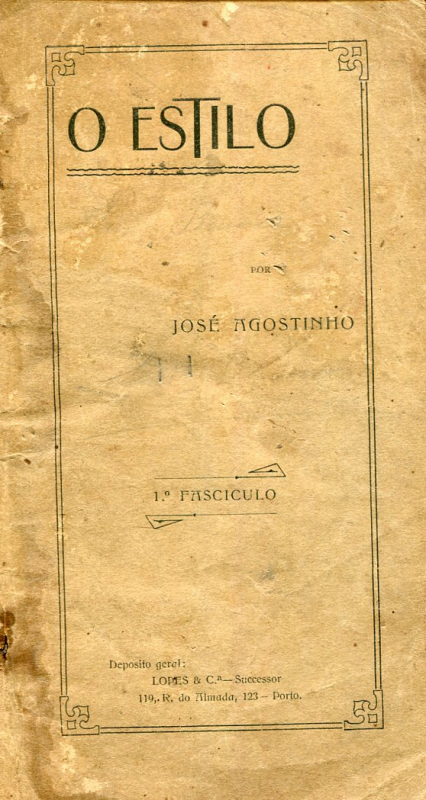 O ESTILO
POR
JOSÉ AGOSTINHO
1.º FASCICULO
Deposito geral:
LOPES & C.ª — Successor
119, R. do Almada, 123 — Porto.